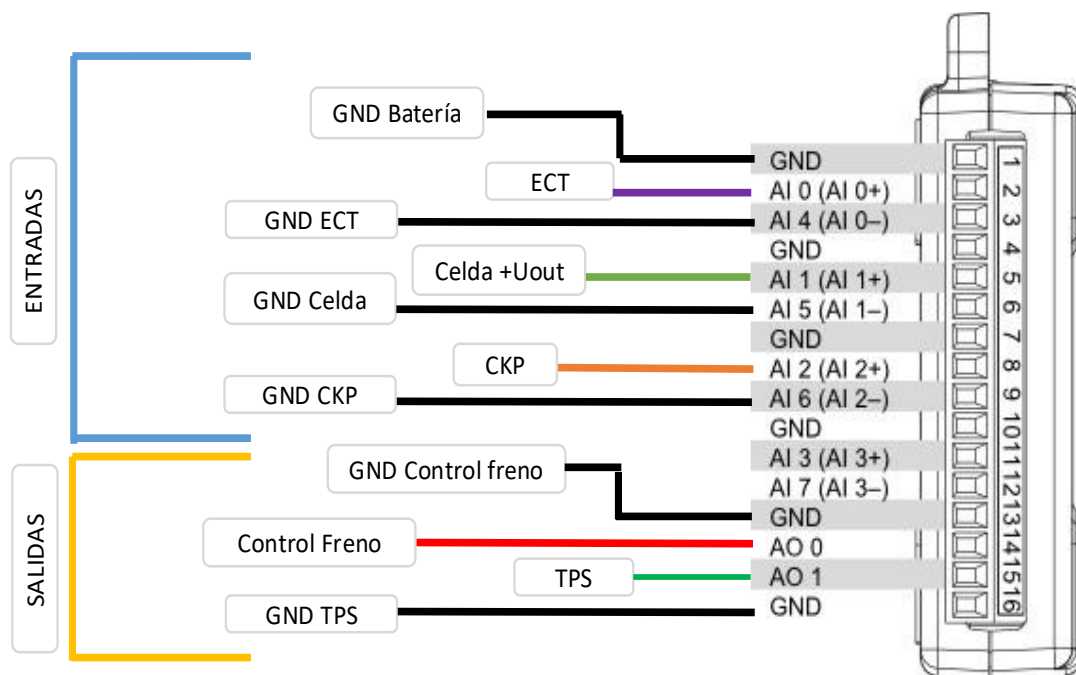 ENTRADAS
GND Batería
ECT
GND ECT
Celda +Uout
GND Celda
CKP
GND CKP
SALIDAS
GND Control freno
Control Freno
TPS
GND TPS
GND 1
AI 0 (AI 0+) 2
AI 4 (AI 0–) 3
GND 4
AI 1 (AI 1+) 5
AI 5 (AI 1–) 6
GND 7
AI 2 (AI 2+) 8
AI 6 (AI 2–) 9
GND 10
AI 3 (AI 3+) 11
AI 7 (AI 3–) 12
GND 13
AO 0 14
AO 1 15
GND 16